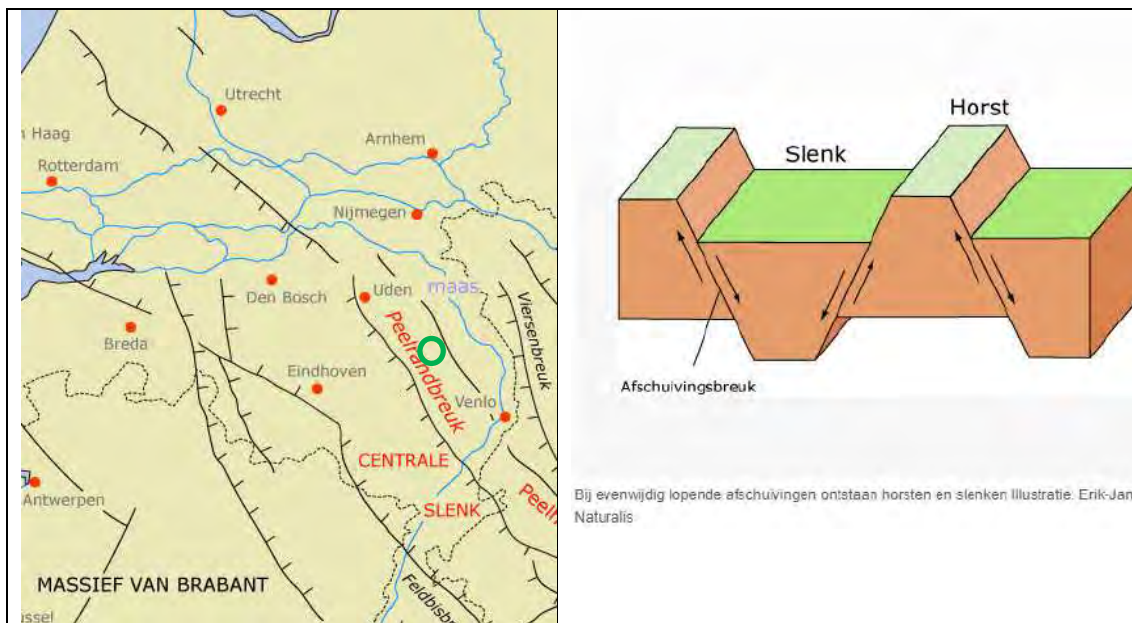 Utrecht
n Haag
Arnhem
Rotterdam
Nijmegen
maas
Den Bosch
Uden
Viersenbreuk
Breda
Peelrandbreuk
Eindhoven
Venlo
CENTRALE
Antwerpen
SLENK
MASSIEF VAN BRABANT
Horst
Slenk
Afschuivingsbreuk
Bij evenwijdig lopende afschuivingen ontstaan horsten en slenken Illustratie: Erik-Jan
Naturalis